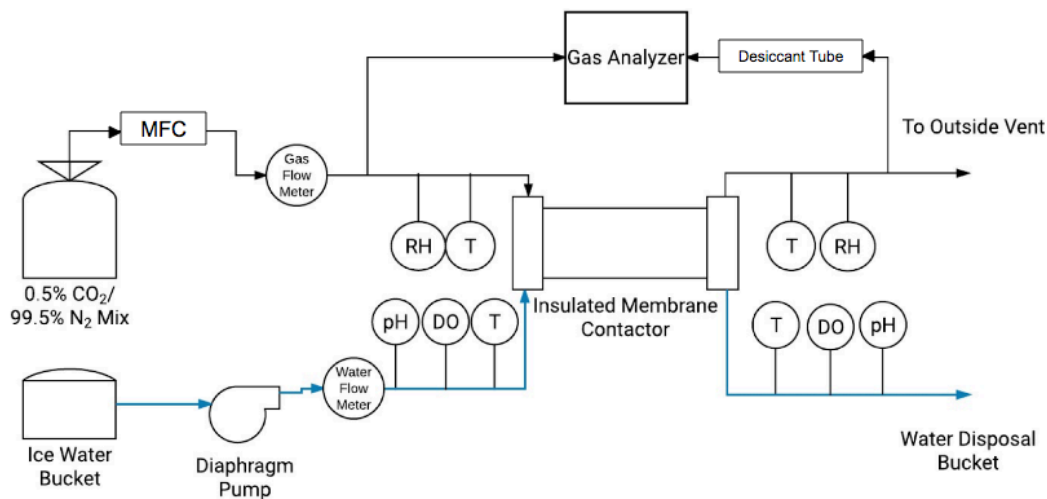 Gas Analyzer
Desiccant Tube
MFC
To Outside Vent
Gas
Flow
Meter
RH
T
T
RH
0.5% CO₂/
99.5% N₂ Mix
Insulated Membrane
Contactor
pH
DO
T
T
DO
pH
Water
Flow
Meter
Ice Water
Bucket
Diaphragm
Pump
Water Disposal
Bucket